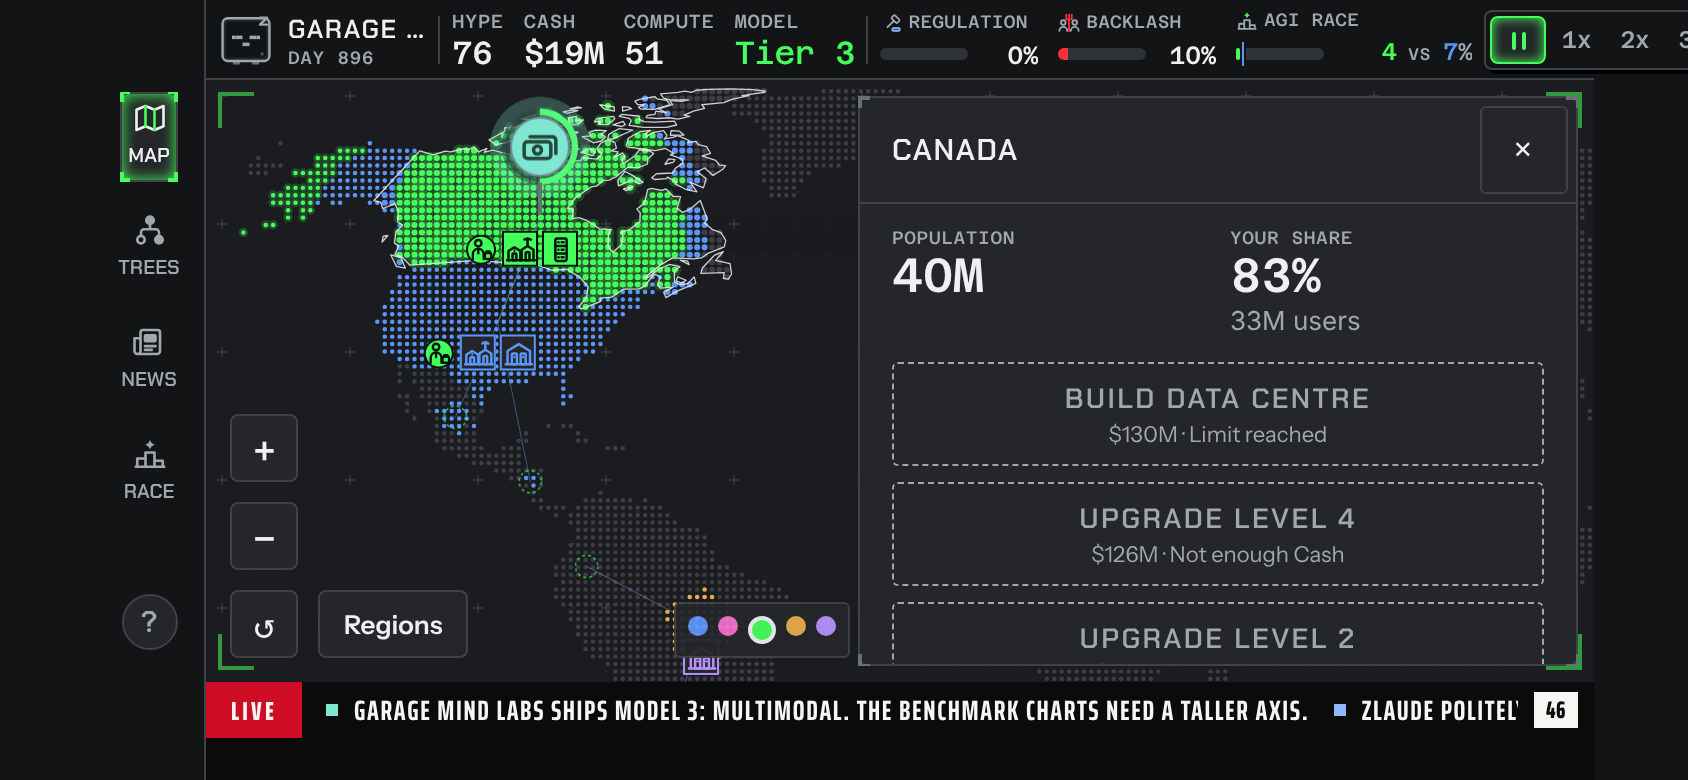 GARAGE ...
DAY 896
HYPE
76
CASH
$19M
COMPUTE
51
MODEL
Tier 3
REGULATION
0%
BACKLASH
10%
AGI RACE
4 VS 7%
1x
2x
3
MAP
TREES
NEWS
RACE
?
+
−
↺
Regions
CANADA
×
POPULATION
40M
YOUR SHARE
83%
33M users
BUILD DATA CENTRE
$130M · Limit reached
UPGRADE LEVEL 4
$126M · Not enough Cash
UPGRADE LEVEL 2
LIVE
GARAGE MIND LABS SHIPS MODEL 3: MULTIMODAL. THE BENCHMARK CHARTS NEED A TALLER AXIS.
ZLAUDE POLITEL
46